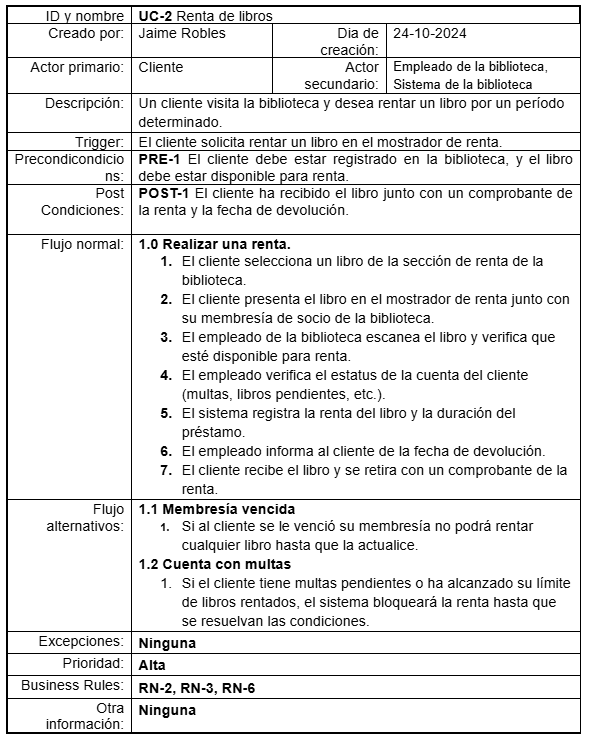 ID y nombre UC-2 Renta de libros
Creado por: Jaime Robles Dia de creación: 24-10-2024
Actor primario: Cliente Actor secundario: Empleado de la biblioteca, Sistema de la biblioteca
Descripción: Un cliente visita la biblioteca y desea rentar un libro por un período
determinado.
Trigger: El cliente solicita rentar un libro en el mostrador de renta.
Precondicondicio PRE-1 El cliente debe estar registrado en la biblioteca, y el libro
ns: debe estar disponible para renta.
Post POST-1 El cliente ha recibido el libro junto con un comprobante de
Condiciones: la renta y la fecha de devolución.
Flujo normal: 1.0 Realizar una renta.
1. El cliente selecciona un libro de la sección de renta de la
biblioteca.
2. El cliente presenta el libro en el mostrador de renta junto con
su membresía de socio de la biblioteca.
3. El empleado de la biblioteca escanea el libro y verifica que
esté disponible para renta.
4. El empleado verifica el estatus de la cuenta del cliente
(multas, libros pendientes, etc.).
5. El sistema registra la renta del libro y la duración del
préstamo.
6. El empleado informa al cliente de la fecha de devolución.
7. El cliente recibe el libro y se retira con un comprobante de la
renta.
Flujo 1.1 Membresía vencida
alternativos: 1. Si al cliente se le venció su membresía no podrá rentar
cualquier libro hasta que la actualice.
1.2 Cuenta con multas
1. Si el cliente tiene multas pendientes o ha alcanzado su límite
de libros rentados, el sistema bloqueará la renta hasta que
se resuelvan las condiciones.
Excepciones: Ninguna
Prioridad: Alta
Business Rules: RN-2, RN-3, RN-6
Otra Ninguna
información: